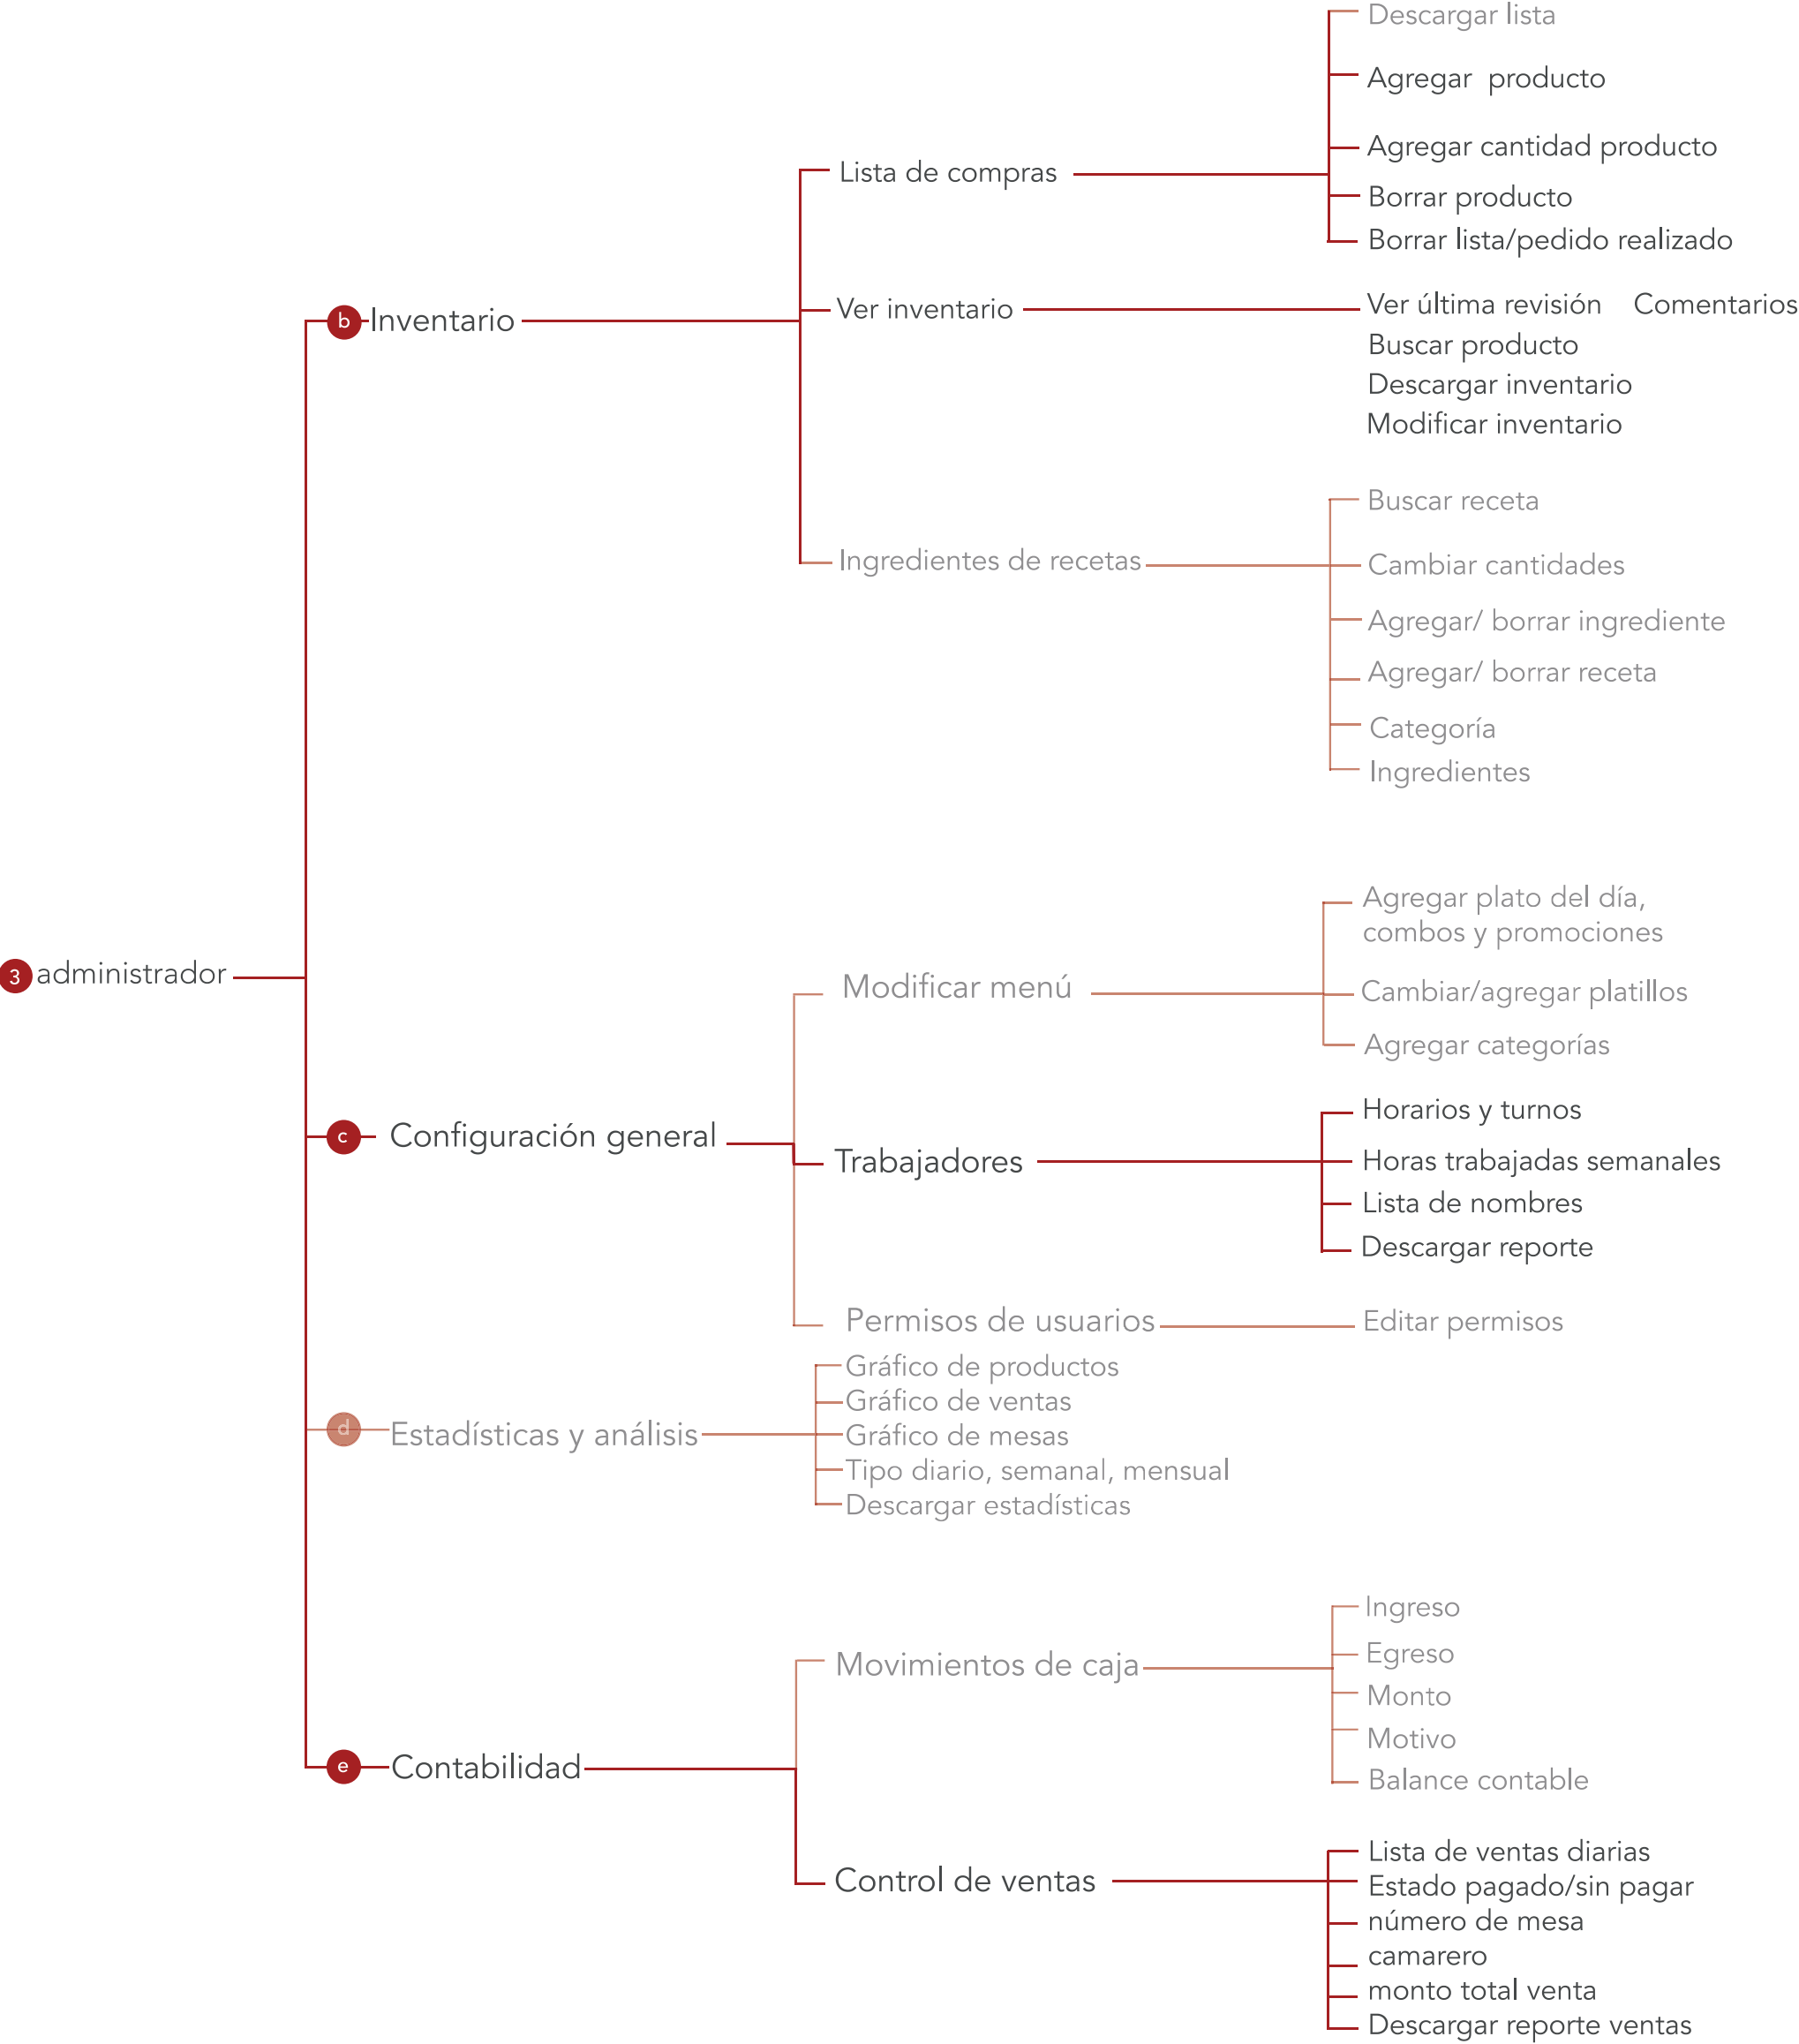 Descargar lista
Agregar producto
Agregar cantidad producto
Lista de compras
Borrar producto
Borrar lista/pedido realizado
b Inventario
Ver inventario
Ver última revisión Comentarios
Buscar producto
Descargar inventario
Modificar inventario
Ingredientes de recetas
Buscar receta
Cambiar cantidades
Agregar/ borrar ingrediente
Agregar/ borrar receta
Categoría
Ingredientes
3 administrador
Modificar menú
Agregar plato del día,
combos y promociones
Cambiar/agregar platillos
Agregar categorías
c Configuración general
Trabajadores
Horarios y turnos
Horas trabajadas semanales
Lista de nombres
Descargar reporte
Permisos de usuarios
Editar permisos
d Estadísticas y análisis
Gráfico de productos
Gráfico de ventas
Gráfico de mesas
Tipo diario, semanal, mensual
Descargar estadísticas
e Contabilidad
Movimientos de caja
Ingreso
Egreso
Monto
Motivo
Balance contable
Control de ventas
Lista de ventas diarias
Estado pagado/sin pagar
número de mesa
camarero
monto total venta
Descargar reporte ventas